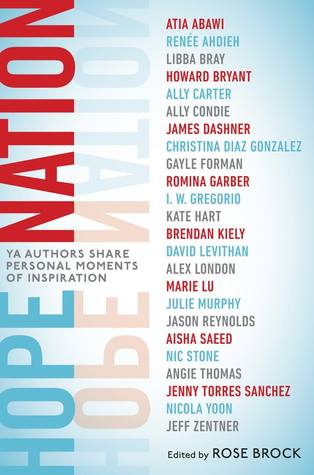 HOPE NATION
YA AUTHORS SHARE
PERSONAL MOMENTS
OF INSPIRATION
ATIA ABAWI
RENÉE AHDIEH
LIBBA BRAY
HOWARD BRYANT
ALLY CARTER
ALLY CONDIE
JAMES DASHNER
CHRISTINA DIAZ GONZALEZ
GAYLE FORMAN
ROMINA GARBER
I. W. GREGORIO
KATE HART
BRENDAN KIELY
DAVID LEVITHAN
ALEX LONDON
MARIE LU
JULIE MURPHY
JASON REYNOLDS
AISHA SAEED
NIC STONE
ANGIE THOMAS
JENNY TORRES SANCHEZ
NICOLA YOON
JEFF ZENTNER
Edited by ROSE BROCK